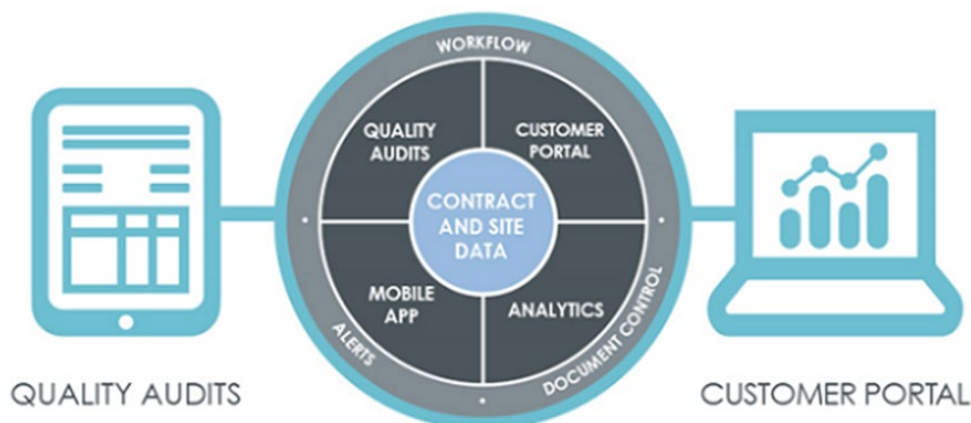 WORKFLOW
QUALITY
AUDITS
CUSTOMER
PORTAL
CONTRACT
AND SITE
DATA
MOBILE
APP
ANALYTICS
ALERTS
DOCUMENT CONTROL
QUALITY AUDITS
CUSTOMER PORTAL